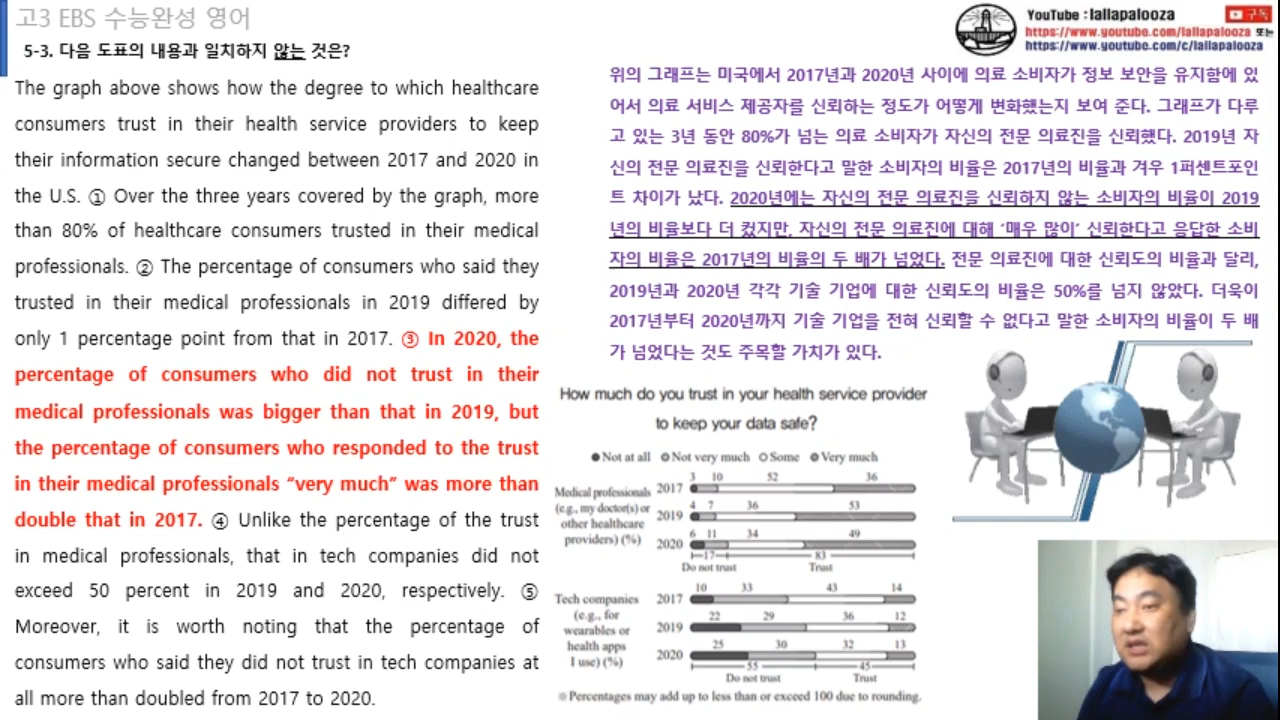 고3 EBS 수능완성 영어
5-3. 다음 도표의 내용과 일치하지 않는 것은?
YouTube : lallapalooza
구독
https://www.youtube.com/lallapalooza 또는
https://www.youtube.com/c/lallapalooza
The graph above shows how the degree to which healthcare
consumers trust in their health service providers to keep
their information secure changed between 2017 and 2020 in
the U.S. ① Over the three years covered by the graph, more
than 80% of healthcare consumers trusted in their medical
professionals. ② The percentage of consumers who said they
trusted in their medical professionals in 2019 differed by
only 1 percentage point from that in 2017. ③ In 2020, the
percentage of consumers who did not trust in their
medical professionals was bigger than that in 2019, but
the percentage of consumers who responded to the trust
in their medical professionals “very much” was more than
double that in 2017. ④ Unlike the percentage of the trust
in medical professionals, that in tech companies did not
exceed 50 percent in 2019 and 2020, respectively. ⑤
Moreover, it is worth noting that the percentage of
consumers who said they did not trust in tech companies at
all more than doubled from 2017 to 2020.
위의 그래프는 미국에서 2017년과 2020년 사이에 의료 소비자가 정보 보안을 유지함에 있
어서 의료 서비스 제공자를 신뢰하는 정도가 어떻게 변화했는지 보여 준다. 그래프가 다루
고 있는 3년 동안 80%가 넘는 의료 소비자가 자신의 전문 의료진을 신뢰했다. 2019년 자
신의 전문 의료진을 신뢰한다고 말한 소비자의 비율은 2017년의 비율과 겨우 1퍼센트포인
트 차이가 났다. 2020년에는 자신의 전문 의료진을 신뢰하지 않는 소비자의 비율이 2019
년의 비율보다 더 컸지만, 자신의 전문 의료진에 대해 ‘매우 많이’ 신뢰한다고 응답한 소비
자의 비율은 2017년의 비율의 두 배가 넘었다. 전문 의료진에 대한 신뢰도의 비율과 달리,
2019년과 2020년 각각 기술 기업에 대한 신뢰도의 비율은 50%를 넘지 않았다. 더욱이
2017년부터 2020년까지 기술 기업을 전혀 신뢰할 수 없다고 말한 소비자의 비율이 두 배
가 넘었다는 것도 주목할 가치가 있다.
How much do you trust in your health service provider
to keep your data safe?
●Not at all ◎Not very much ○Some ◎Very much
3 10 52 36
Medical professionals 2017
(e.g., my doctor(s) or
4 7 36 53
other healthcare 2019
providers) (%)
6 11 34 49
2020
17 83
Do not trust Trust
10 33 43 14
Tech companies 2017
(e.g., for
22 29 36 12
wearables or 2019
health apps
25 30 32 13
I use) (%) 2020
55 45
Do not trust Trust
※Percentages may add up to less than or exceed 100 due to rounding.